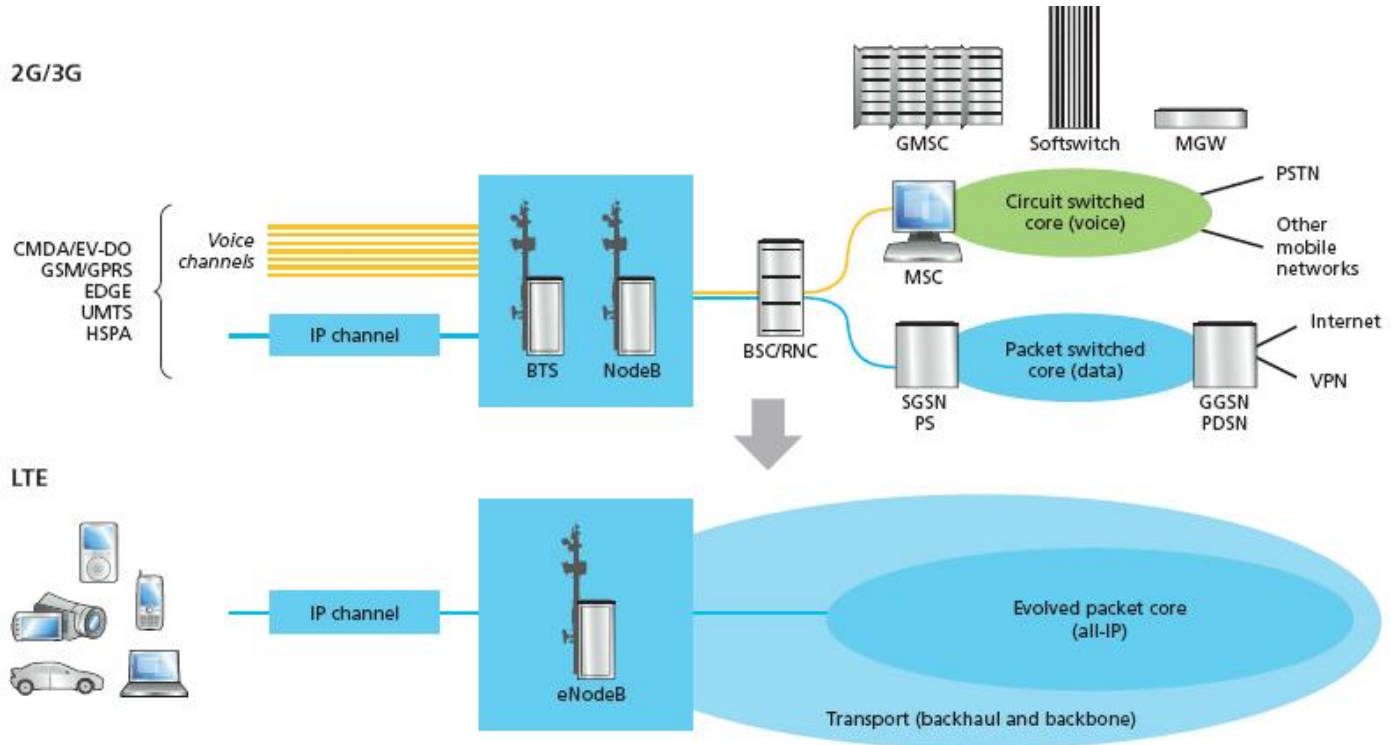 2G/3G
GMSC
Softswitch
MGW
CMDA/EV-DO
GSM/GPRS
EDGE
UMTS
HSPA
Voice
channels
IP channel
BTS
NodeB
BSC/RNC
MSC
Circuit switched
core (voice)
PSTN
Other
mobile
networks
SGSN
PS
Packet switched
core (data)
GGSN
PDSN
Internet
VPN
LTE
IP channel
eNodeB
Evolved packet core
(all-IP)
Transport (backhaul and backbone)